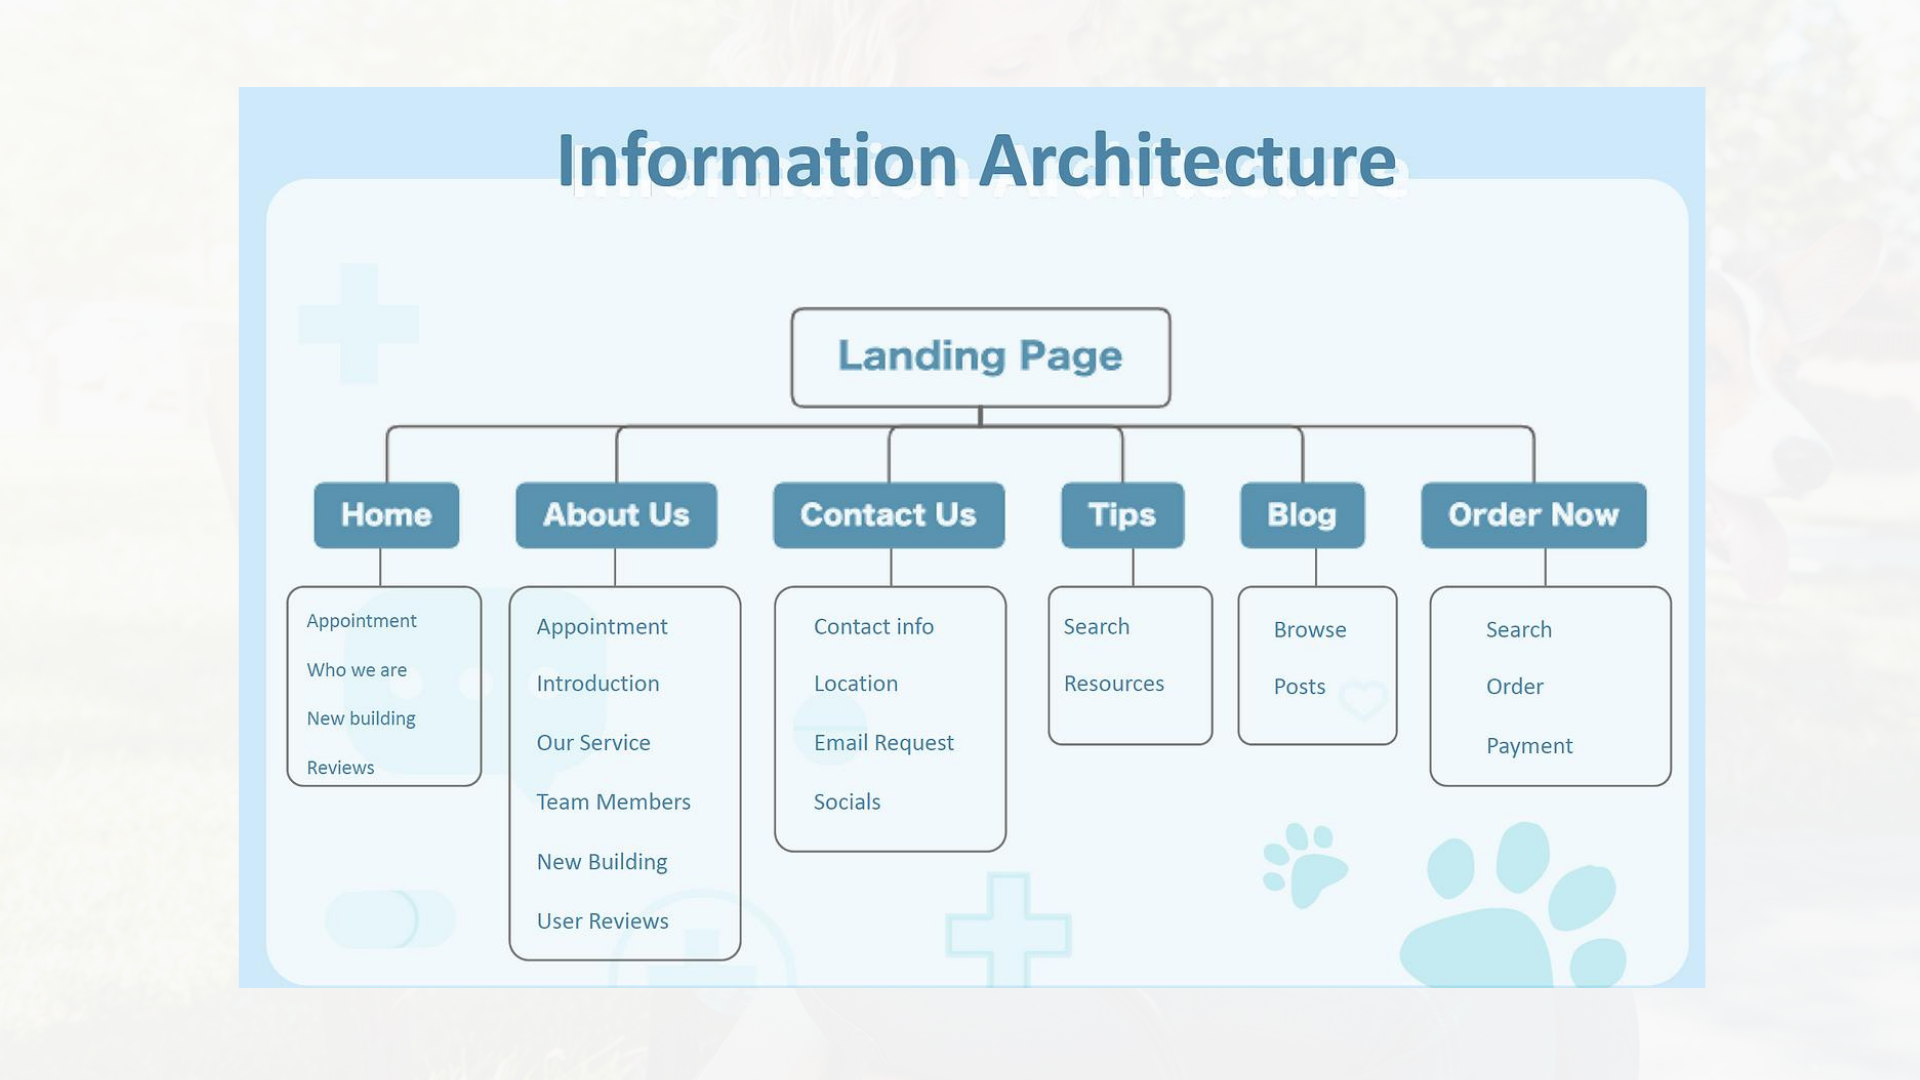 Information Architecture
Landing Page
Home
About Us
Contact Us
Tips
Blog
Order Now
Appointment
Who we are
New building
Reviews
Appointment
Introduction
Our Service
Team Members
New Building
User Reviews
Contact info
Location
Email Request
Socials
Search
Resources
Browse
Posts
Search
Order
Payment